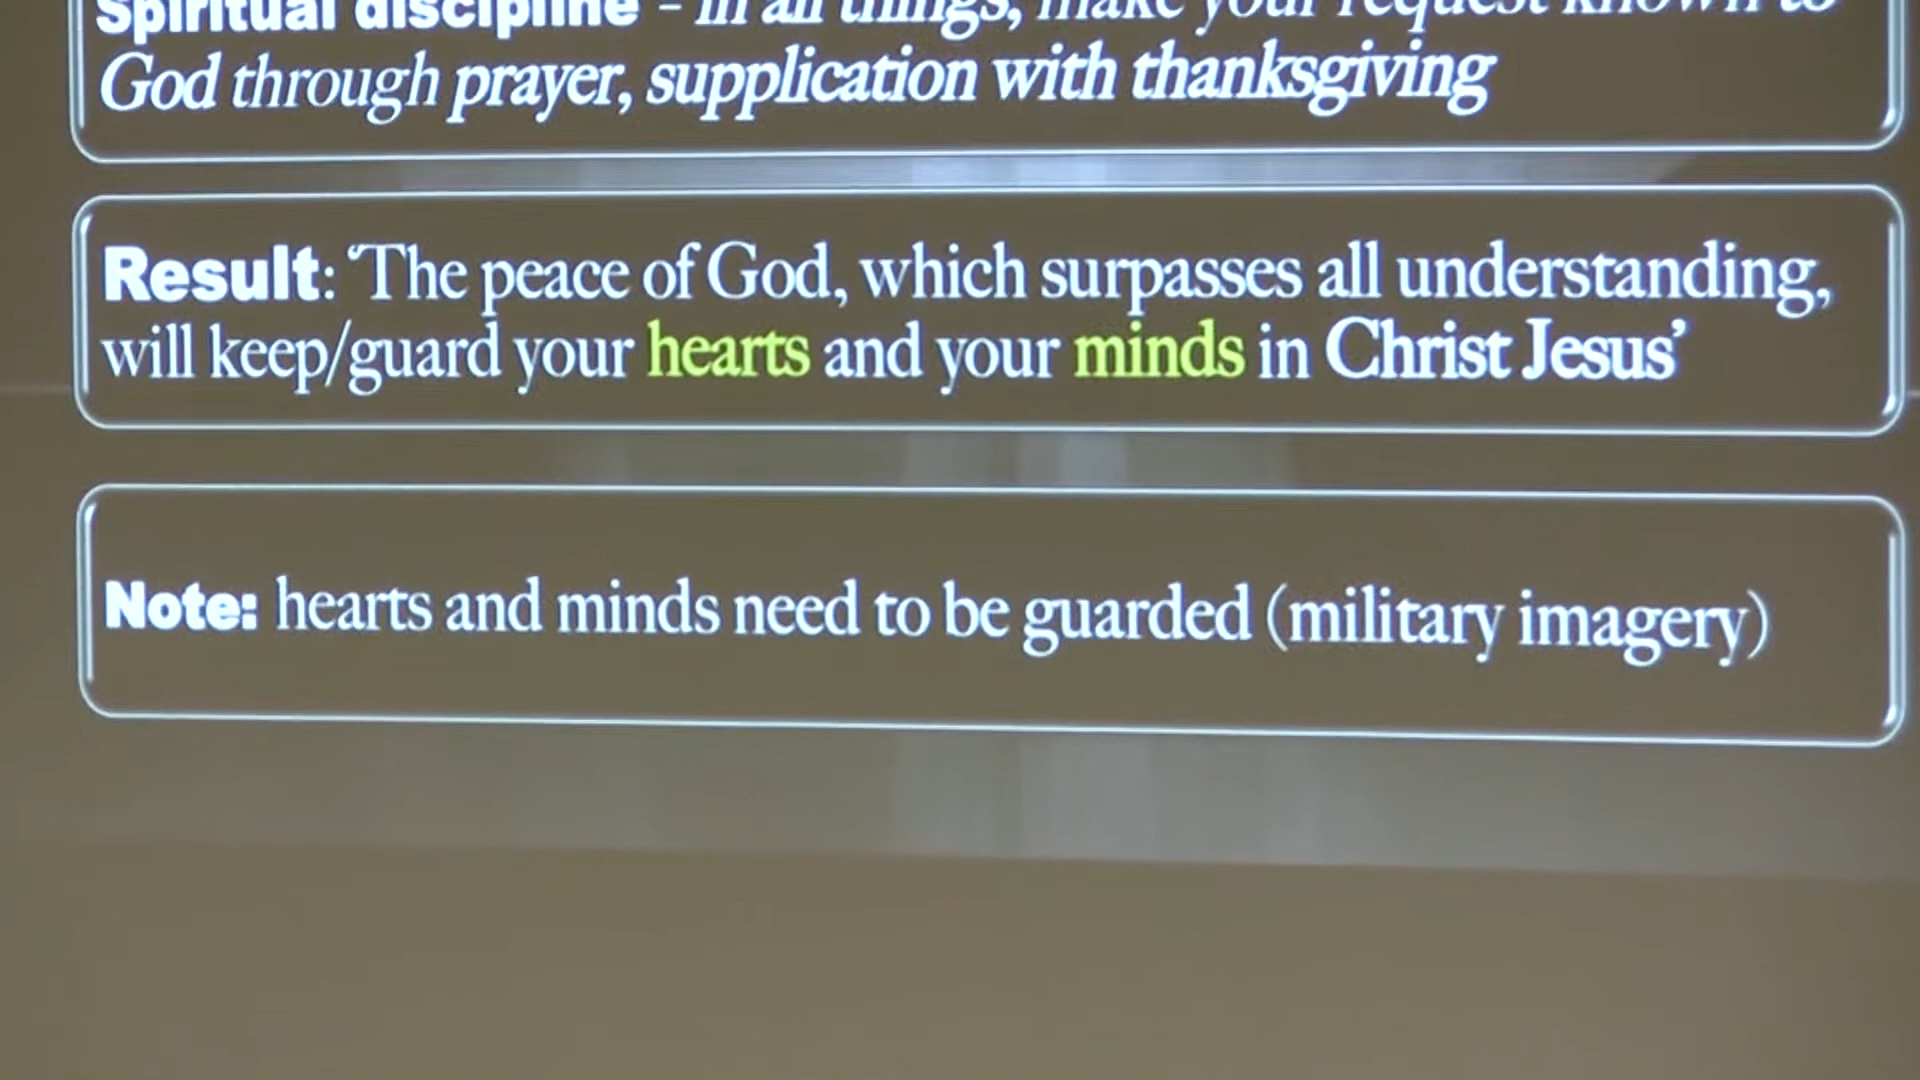 Spiritual discipline – in all things, make your request known to
God through prayer, supplication with thanksgiving
Result: ‘The peace of God, which surpasses all understanding,
will keep/guard your hearts and your minds in Christ Jesus’
Note: hearts and minds need to be guarded (military imagery)